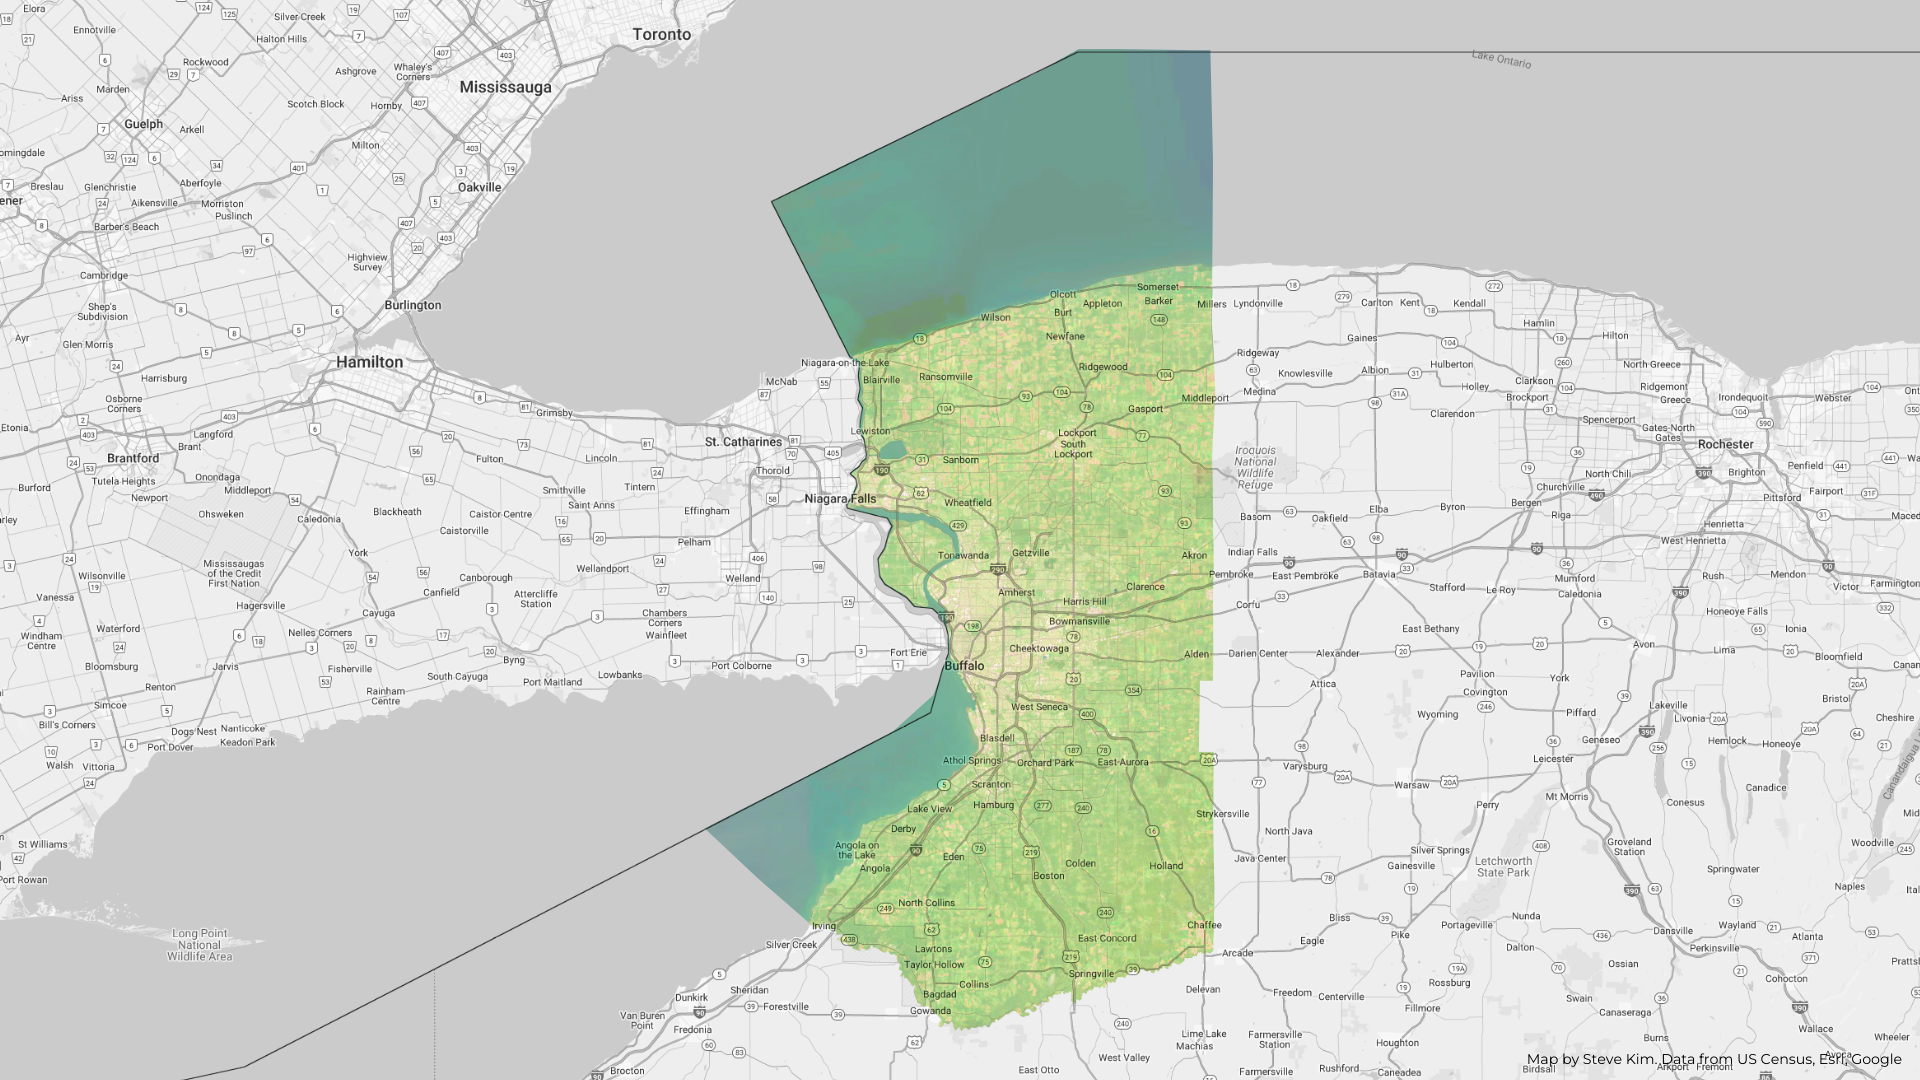 Elora
Ennotville
Silver Creek
Halton Hills
Toronto
Rockwood
Ashgrove
Whaley's
Corners
Mississauga
Marden
Ariss
Scotch Block
Hornby
Guelph
Arkell
Milton
Breslau
Glenchristie
Aberfoyle
Oakville
Aikensville
Morriston
Puslinch
Barber's Beach
Highview
Survey
Cambridge
Shep's
Subdivision
Burlington
Ayr
Glen Morris
Hamilton
Harrisburg
Osborne
Corners
Grimsby
Etonia
Langford
Brant
Brantford
Fulton
Lincoln
Tutela Heights
Onondaga
Burford
Newport
Middleport
Smithville
Tintern
Saint Anns
Ohsweken
Caledonia
Blackheath
Caistor Centre
Caistorville
Effingham
Pelham
York
Mississaugas
of the Credit
First Nation
Wilsonville
Canborough
Wellandport
Welland
Vanessa
Hagersville
Canfield
Attercliffe
Station
Cayuga
Chambers
Corners
Wainfleet
Waterford
Windham
Centre
Nelles Corners
Bloomsburg
Jarvis
Fisherville
Byng
Lowbanks
Port Colborne
Fort Erie
Renton
South Cayuga
Port Maitland
Rainham
Centre
Simcoe
Bill's Corners
Dogs Nest
Nanticoke
Port Dover
Keadon Park
Walsh
Vittoria
St Williams
Port Rowan
Long Point
National
Wildlife Area
McNab
Niagara-on-the-Lake
St. Catharines
Thorold
Niagara Falls
Lake Ontario
Olcott
Somerset
Appleton
Barker
Burt
Wilson
Newfane
Blairville
Ransomville
Ridgewood
Middleport
Gasport
Lewiston
Lockport
South
Lockport
Sanborn
Wheatfield
Tonawanda
Getzville
Akron
Amherst
Clarence
Harris Hill
Bowmansville
Cheektowaga
Alden
Buffalo
West Seneca
Blasdell
Athol Springs
Orchard Park
East Aurora
Scranton
Lake View
Hamburg
Derby
Angola on
the Lake
Angola
Eden
Colden
Holland
Boston
North Collins
Irving
Chaffee
East Concord
Lawtons
Taylor Hollow
Springville
Collins
Bagdad
Gowanda
Silver Creek
Dunkirk
Sheridan
Forestville
Van Buren
Point
Fredonia
Brocton
Millers
Lyndonville
Carlton
Kent
Kendall
Hamlin
Hilton
Gaines
Ridgeway
Knowlesville
Albion
Hulberton
North Greece
Medina
Holley
Clarkson
Brockport
Ridgemont
Greece
Irondequoit
Webster
Clarendon
Spencerport
Gates-North
Gates
Rochester
Iroquois
National
Wildlife
Refuge
North Chili
Brighton
Penfield
Churchville
Pittsford
Fairport
Basom
Oakfield
Elba
Byron
Bergen
Riga
Henrietta
West Henrietta
Indian Falls
Pembroke
East Pembroke
Batavia
Stafford
Le Roy
Mumford
Caledonia
Rush
Mendon
Victor
Farmington
Corfu
Honeoye Falls
East Bethany
Avon
Ionia
Lima
Bloomfield
Darien Center
Alexander
Attica
Pavilion
Covington
York
Bristol
Lakeville
Livonia
Wyoming
Piffard
Geneseo
Hemlock
Honeoye
Cheshire
Varysburg
Warsaw
Leicester
Canadice
Mt Morris
Conesus
Strykersville
Perry
North Java
Java Center
Silver Springs
Gainesville
Letchworth
State Park
Groveland
Station
Springwater
Woodville
Naples
Bliss
Nunda
Portageville
Dansville
Wayland
Atlanta
Eagle
Pike
Dalton
Perkinsville
Arcade
Ossian
Cohocton
Delevan
Freedom
Centerville
Rossburg
Swain
Canaseraga
Fillmore
Wallace
Lime Lake
Machias
Farmersville
Station
Houghton
Burns
Wheeler
West Valley
East Otto
Farmersville
Rushford
Caneadea
Birdsall
Karr
Map by Steve Kim. Data from US Census, Esri, Google